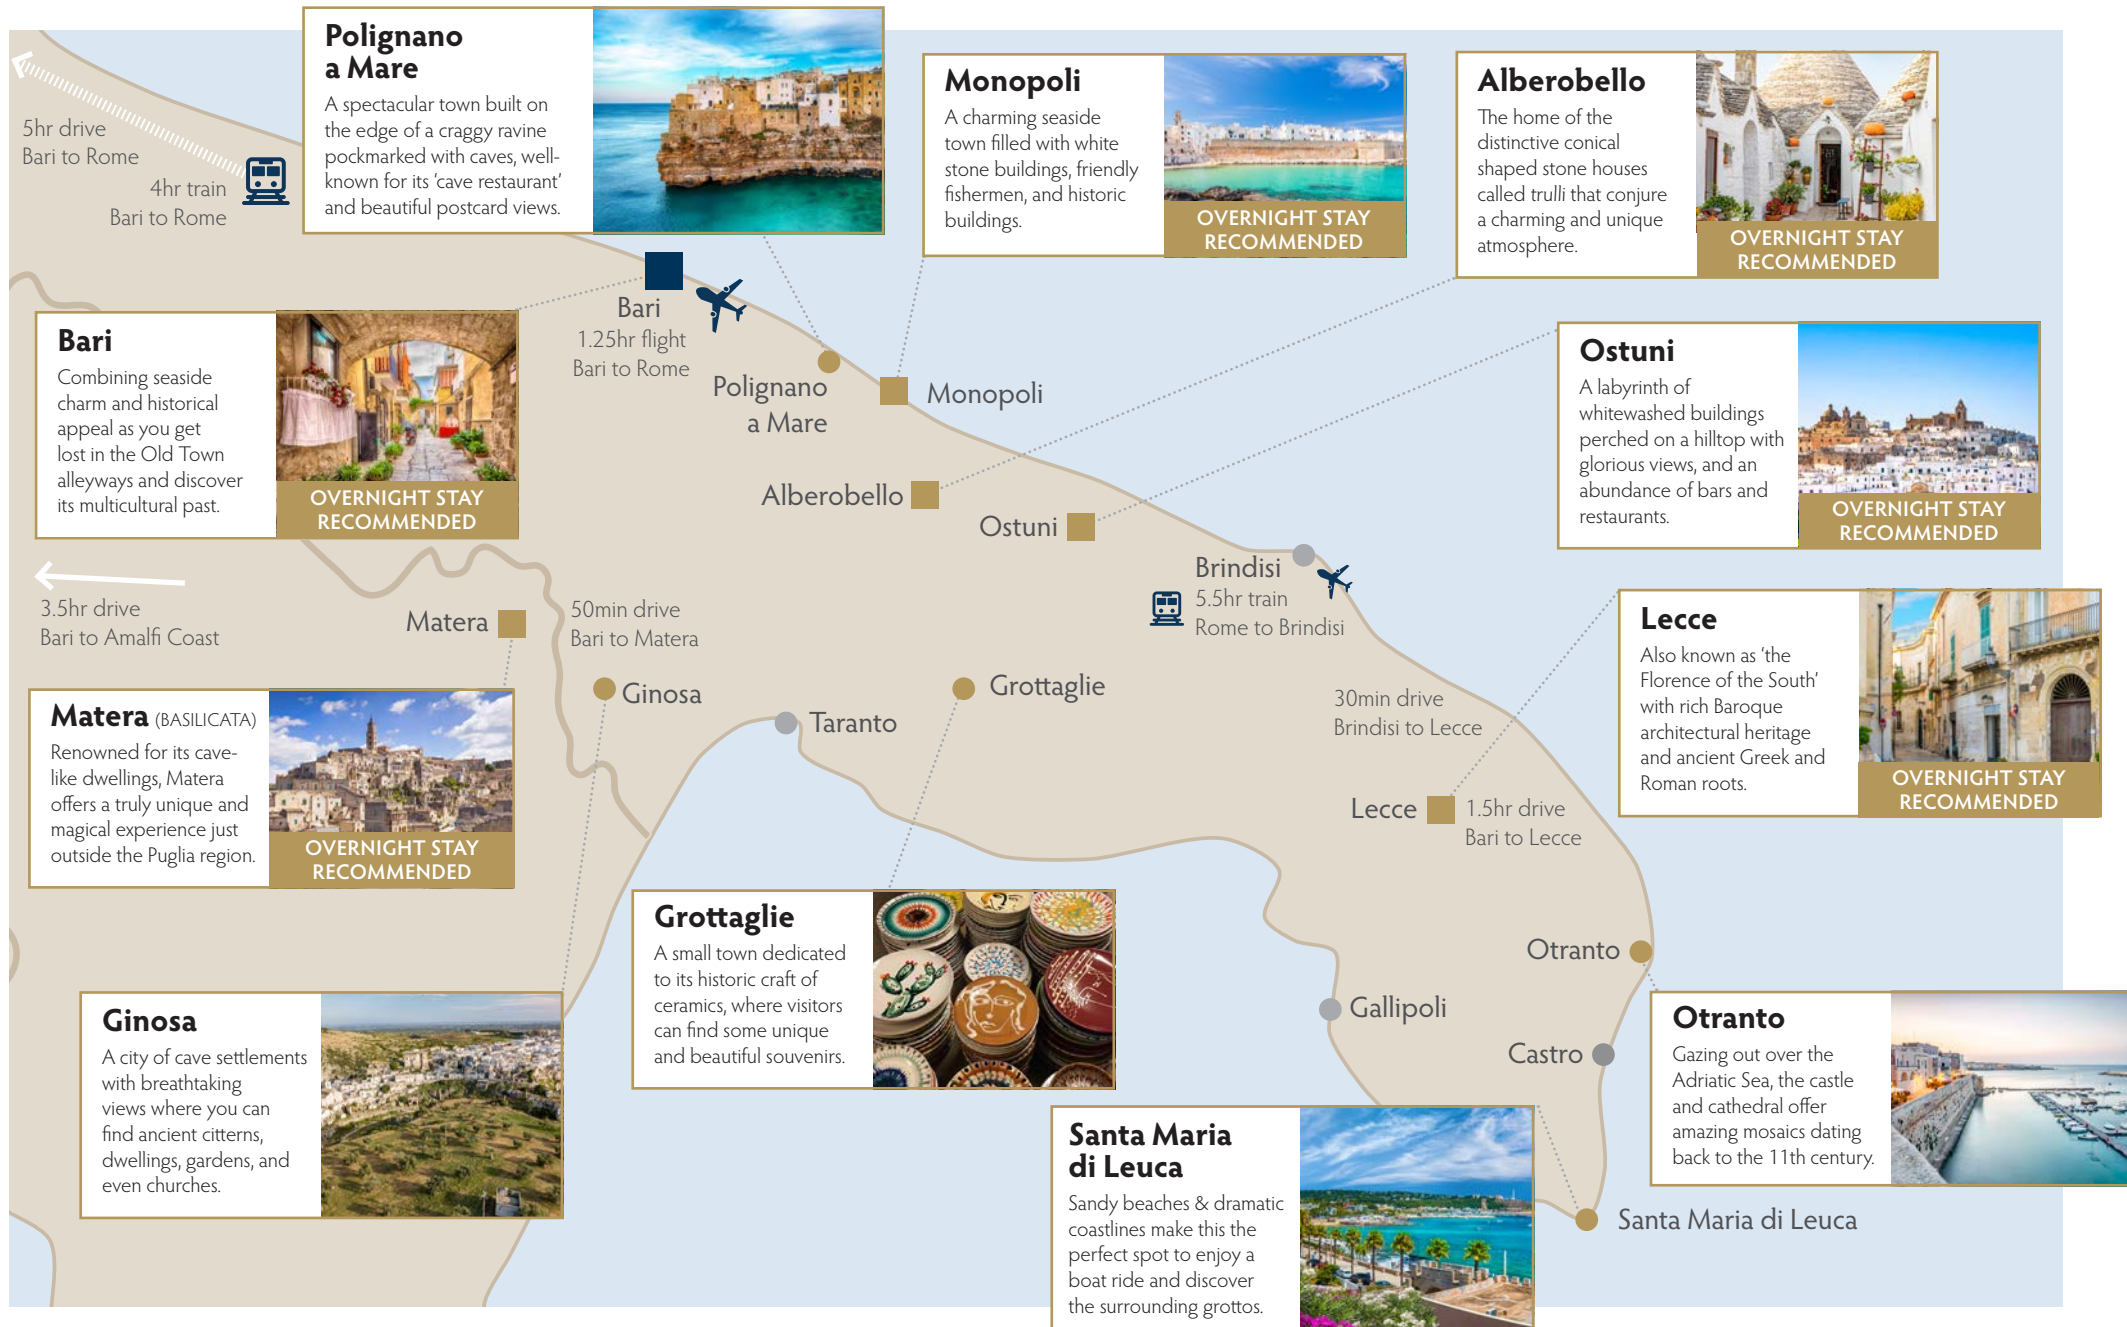 Polignano
a Mare
A spectacular town built on
the edge of a craggy ravine
pockmarked with caves, well-
known for its 'cave restaurant'
and beautiful postcard views.
Monopoli
A charming seaside
town filled with white
stone buildings, friendly
fishermen, and historic
buildings.
OVERNIGHT STAY
RECOMMENDED
Alberobello
The home of the
distinctive conical
shaped stone houses
called trulli that conjure
a charming and unique
atmosphere.
OVERNIGHT STAY
RECOMMENDED
5hr drive
Bari to Rome
4hr train
Bari to Rome
Bari
1.25hr flight
Bari to Rome
Bari
Combining seaside
charm and historical
appeal as you get
lost in the Old Town
alleyways and discover
its multicultural past.
OVERNIGHT STAY
RECOMMENDED
Polignano
a Mare
Monopoli
Ostuni
A labyrinth of
whitewashed buildings
perched on a hilltop with
glorious views, and an
abundance of bars and
restaurants.
OVERNIGHT STAY
RECOMMENDED
Alberobello
Ostuni
Brindisi
5.5hr train
Rome to Brindisi
3.5hr drive
Bari to Amalfi Coast
Matera
50min drive
Bari to Matera
Lecce
Also known as 'the
Florence of the South'
with rich Baroque
architectural heritage
and ancient Greek and
Roman roots.
OVERNIGHT STAY
RECOMMENDED
Ginosa
Grottaglie
Taranto
30min drive
Brindisi to Lecce
Matera (BASILICATA)
Renowned for its cave-
like dwellings, Matera
offers a truly unique and
magical experience just
outside the Puglia region.
OVERNIGHT STAY
RECOMMENDED
Lecce
1.5hr drive
Bari to Lecce
Grottaglie
A small town dedicated
to its historic craft of
ceramics, where visitors
can find some unique
and beautiful souvenirs.
Otranto
Gallipoli
Castro
Ginosa
A city of cave settlements
with breathtaking
views where you can
find ancient citterns,
dwellings, gardens, and
even churches.
Otranto
Gazing out over the
Adriatic Sea, the castle
and cathedral offer
amazing mosaics dating
back to the 11th century.
Santa Maria
di Leuca
Sandy beaches & dramatic
coastlines make this the
perfect spot to enjoy a
boat ride and discover
the surrounding grottos.
Santa Maria di Leuca